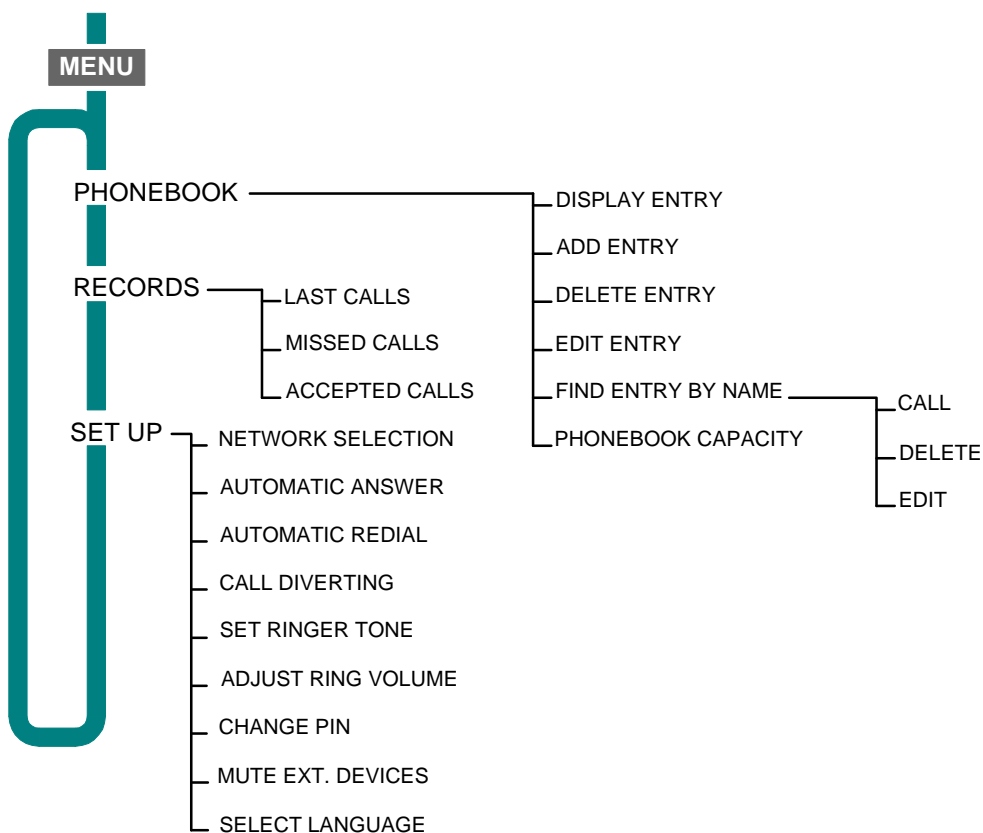 MENU
PHONEBOOK
DISPLAY ENTRY
ADD ENTRY
DELETE ENTRY
EDIT ENTRY
FIND ENTRY BY NAME
CALL
DELETE
EDIT
PHONEBOOK CAPACITY
RECORDS
LAST CALLS
MISSED CALLS
ACCEPTED CALLS
SET UP
NETWORK SELECTION
AUTOMATIC ANSWER
AUTOMATIC REDIAL
CALL DIVERTING
SET RINGER TONE
ADJUST RING VOLUME
CHANGE PIN
MUTE EXT. DEVICES
SELECT LANGUAGE